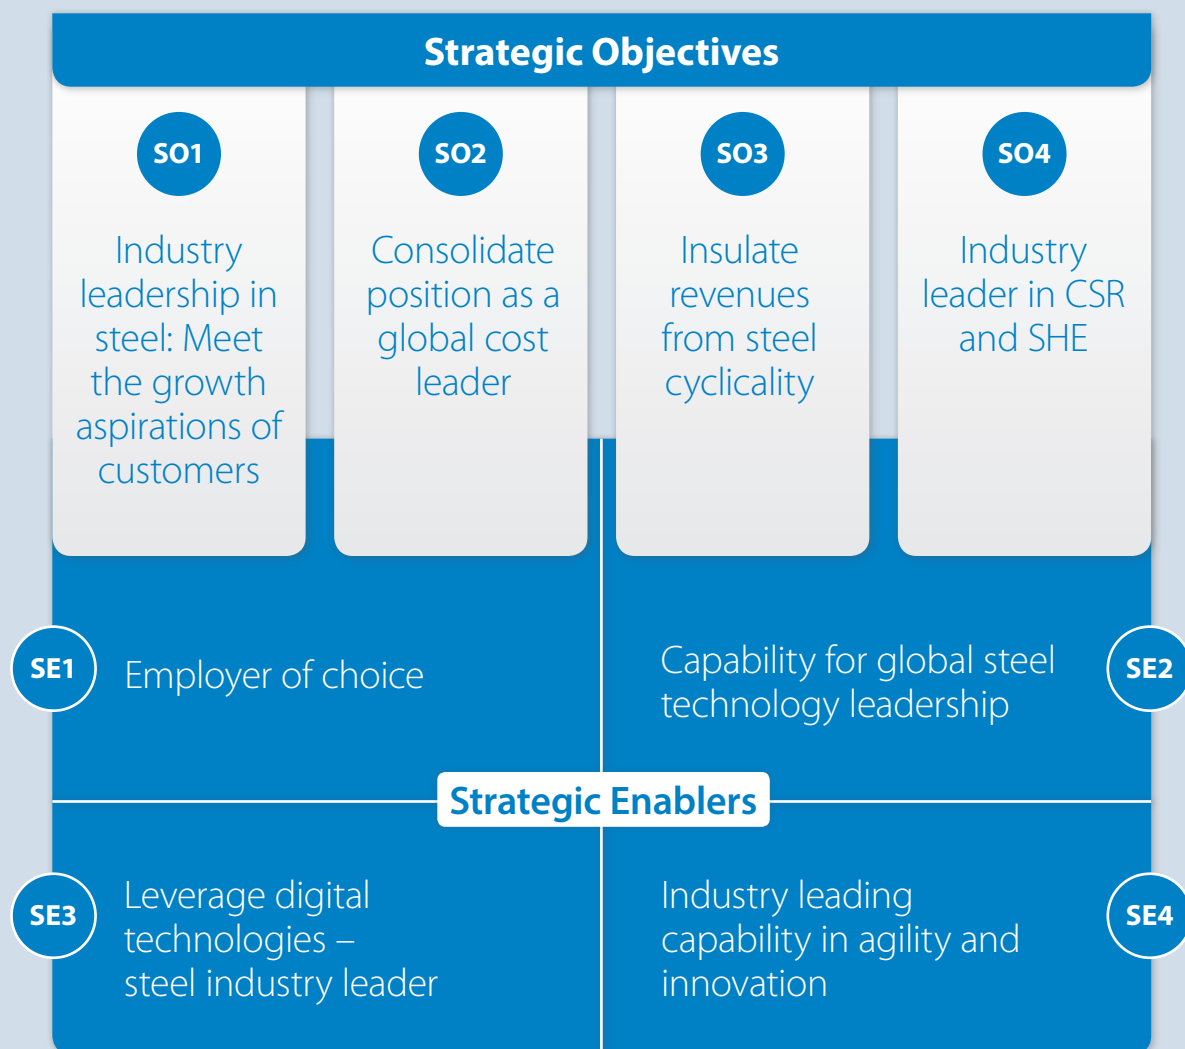 Strategic Objectives
SO1
Industry
leadership in
steel: Meet
the growth
aspirations of
customers
SO2
Consolidate
position as a
global cost
leader
SO3
Insulate
revenues
from steel
cyclicality
SO4
Industry
leader in CSR
and SHE
SE1
Employer of choice
SE2
Capability for global steel
technology leadership
Strategic Enablers
SE3
Leverage digital
technologies –
steel industry leader
SE4
Industry leading
capability in agility and
innovation